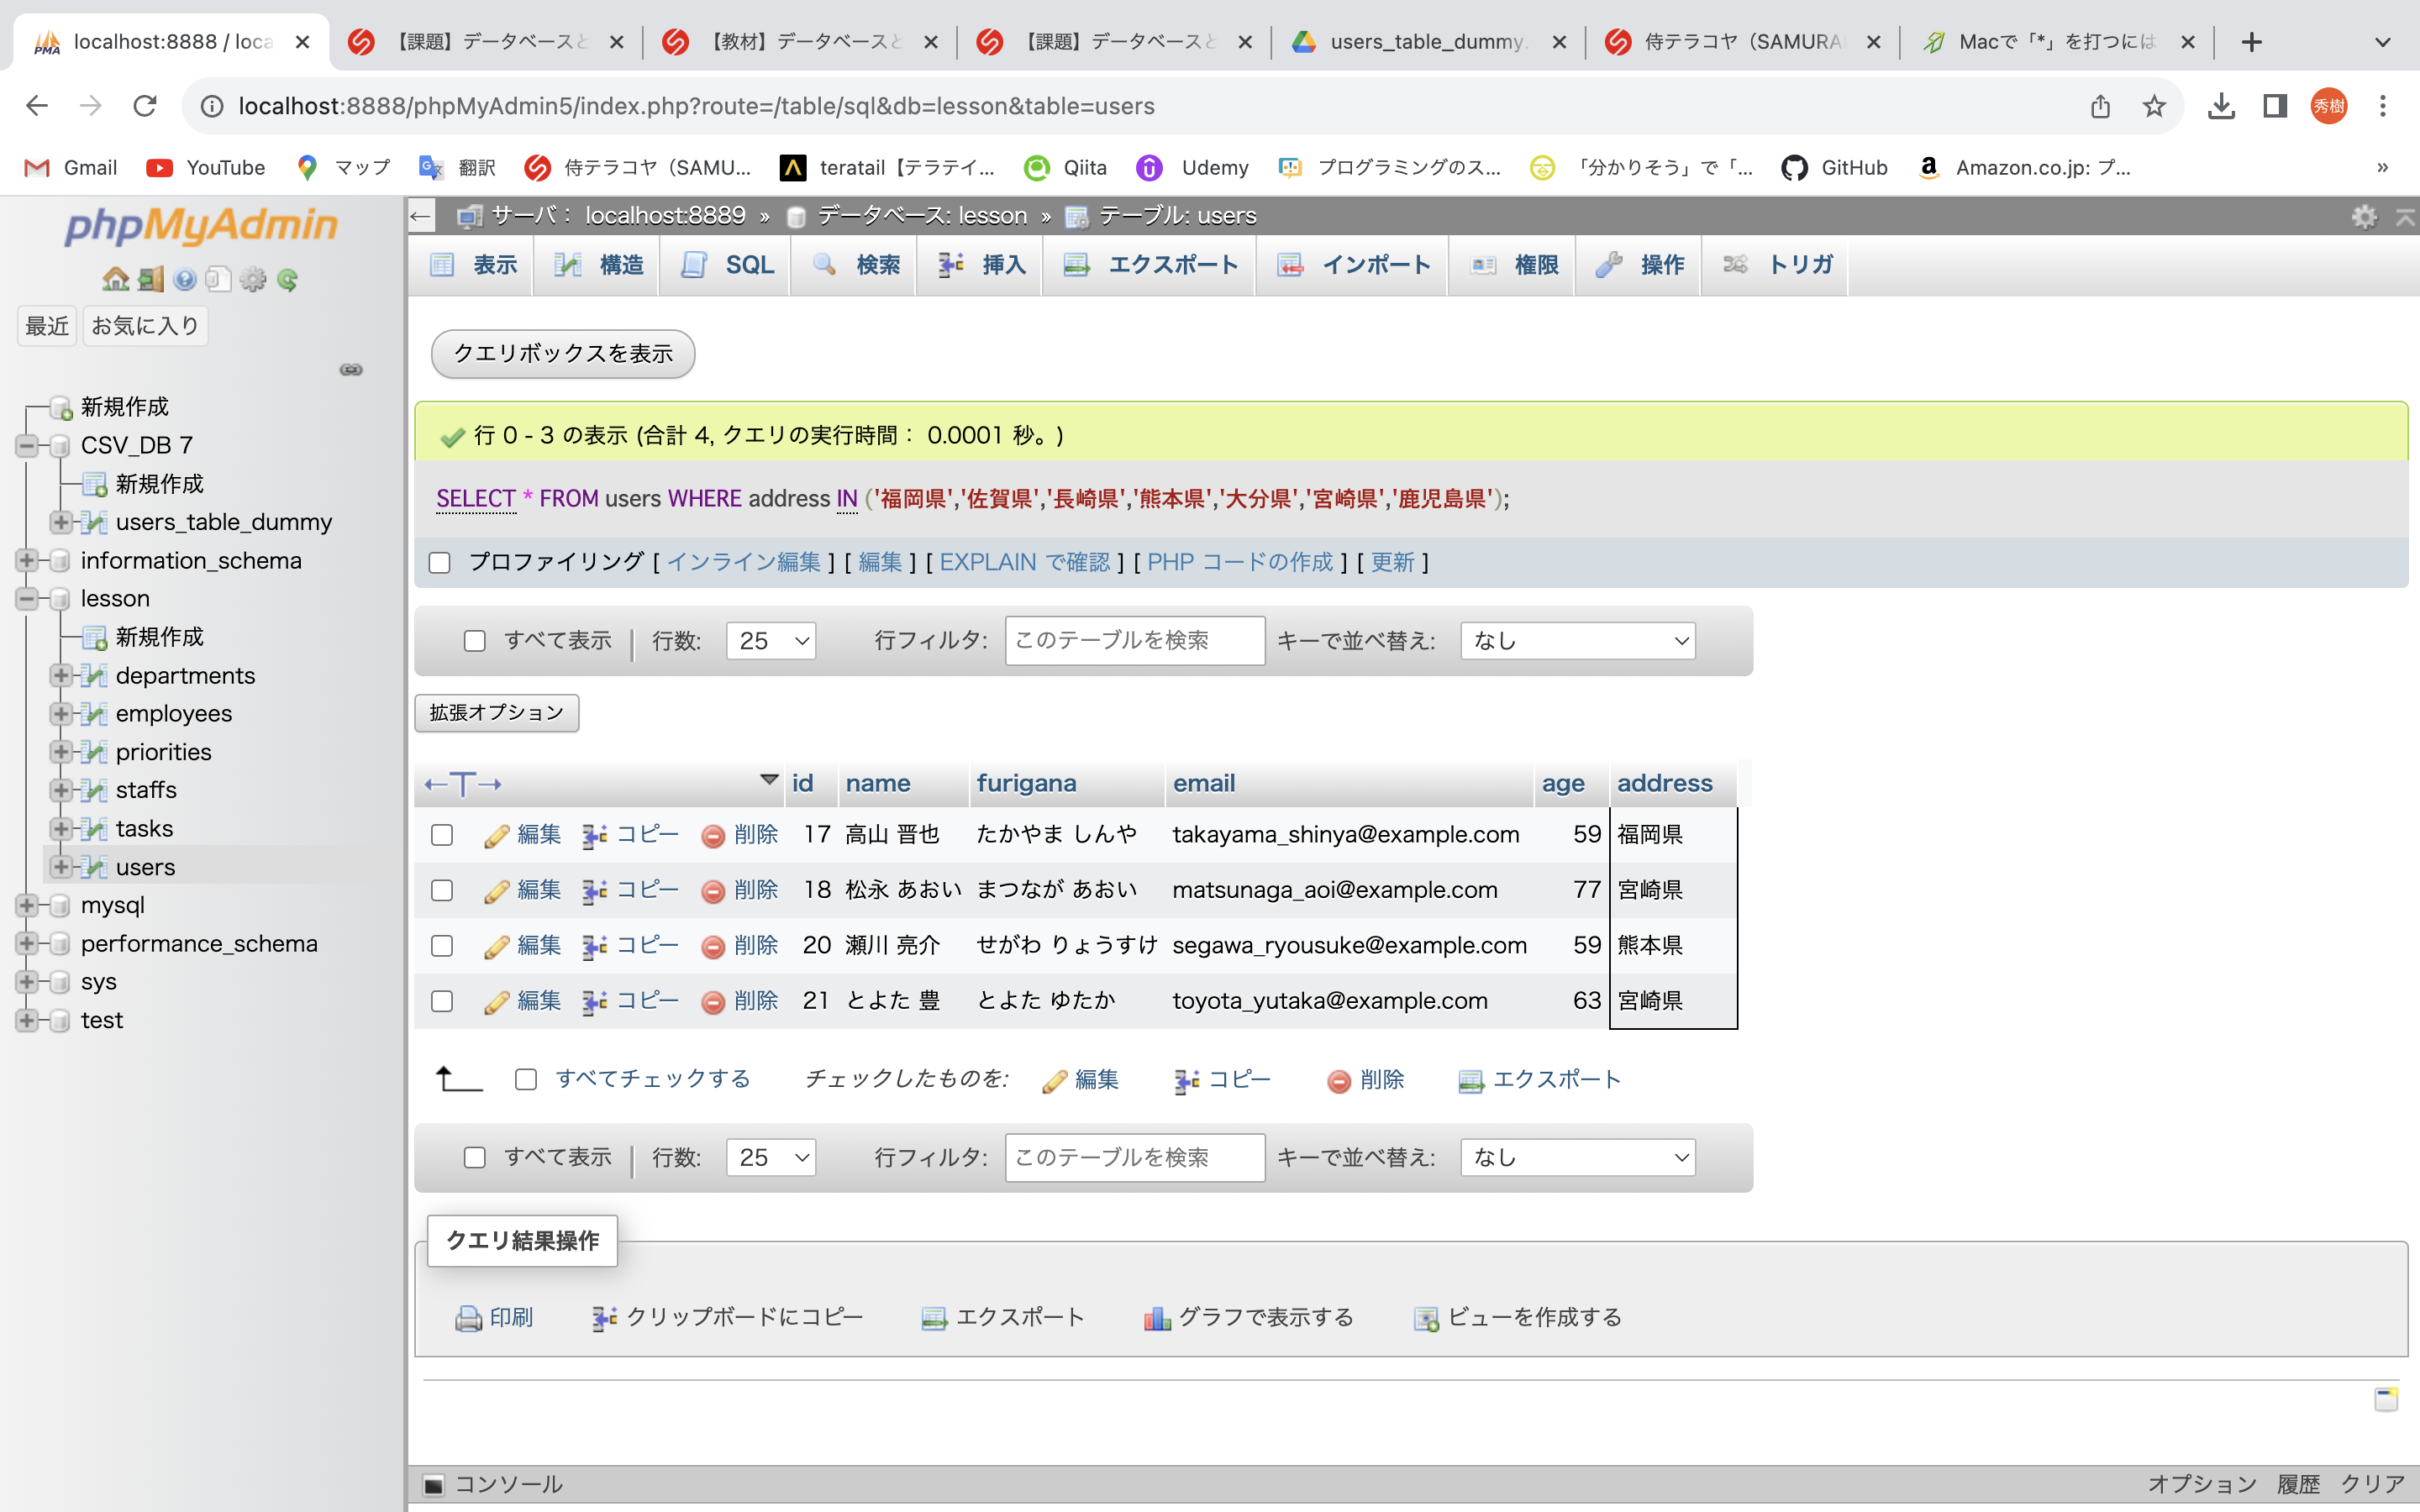 localhost:8888 / loca
【課題】データベースと
【教材】データベースと
【課題】データベースと
users_table_dummy.
侍テラコヤ（SAMURA
Macで「*」を打つには
localhost:8888/phpMyAdmin5/index.php?route=/table/sql&db=lesson&table=users
秀樹
Gmail
YouTube
マップ
翻訳
侍テラコヤ（SAMU...
teratail【テラテイ...
Qiita
Udemy
プログラミングのス...
「分かりそう」で「...
GitHub
Amazon.co.jp: プ...
»
phpMyAdmin
最近 お気に入り
新規作成
CSV_DB 7
新規作成
users_table_dummy
information_schema
lesson
新規作成
departments
employees
priorities
staffs
tasks
users
mysql
performance_schema
sys
test
サーバ： localhost:8889 » データベース: lesson » テーブル: users
表示 構造 SQL 検索 挿入 エクスポート インポート 権限 操作 トリガ
クエリボックスを表示
行 0 - 3 の表示 (合計 4, クエリの実行時間： 0.0001 秒。)
SELECT * FROM users WHERE address IN ('福岡県','佐賀県','長崎県','熊本県','大分県','宮崎県','鹿児島県');
プロファイリング [ インライン編集 ] [ 編集 ] [ EXPLAIN で確認 ] [ PHP コードの作成 ] [ 更新 ]
すべて表示 | 行数: 25 行フィルタ: このテーブルを検索 キーで並べ替え: なし
拡張オプション
←T→ id name furigana email age address
編集 コピー 削除 17 高山 晋也 たかやま しんや takayama_shinya@example.com 59 福岡県
編集 コピー 削除 18 松永 あおい まつなが あおい matsunaga_aoi@example.com 77 宮崎県
編集 コピー 削除 20 瀬川 亮介 せがわ りょうすけ segawa_ryousuke@example.com 59 熊本県
編集 コピー 削除 21 とよた 豊 とよた ゆたか toyota_yutaka@example.com 63 宮崎県
すべてチェックする チェックしたものを: 編集 コピー 削除 エクスポート
すべて表示 | 行数: 25 行フィルタ: このテーブルを検索 キーで並べ替え: なし
クエリ結果操作
印刷 クリップボードにコピー エクスポート グラフで表示する ビューを作成する
コンソール オプション 履歴 クリア